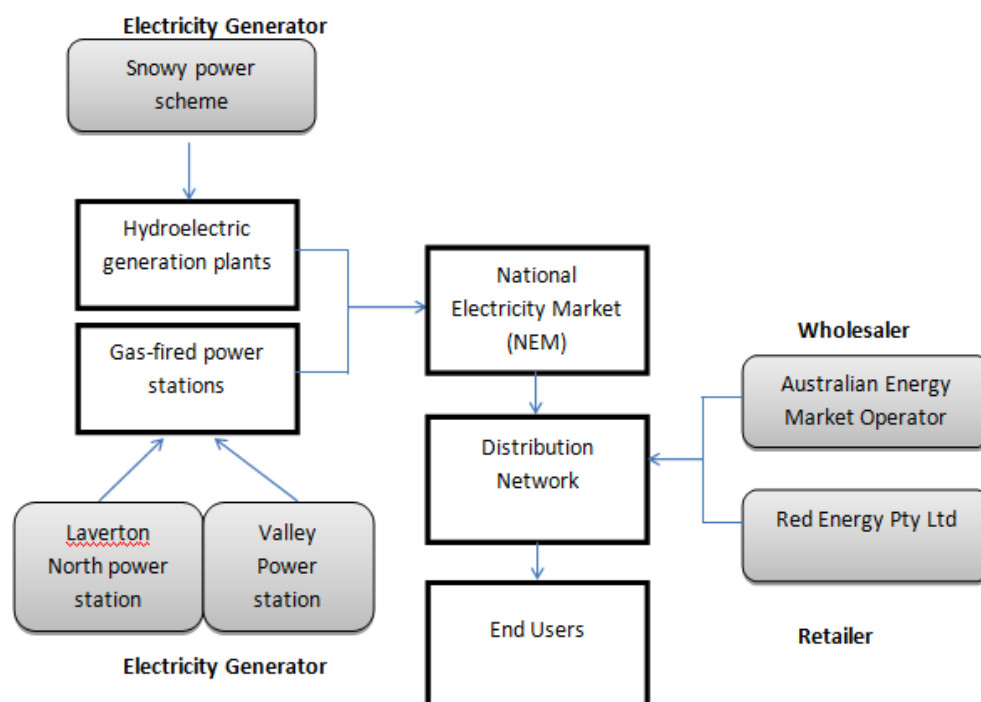 Electricity Generator
Snowy power
scheme
Hydroelectric
generation plants
National
Electricity Market
(NEM)
Gas-fired power
stations
Wholesaler
Australian Energy
Market Operator
Distribution
Network
Red Energy Pty Ltd
Laverton
North power
station
Valley
Power
station
End Users
Retailer
Electricity Generator